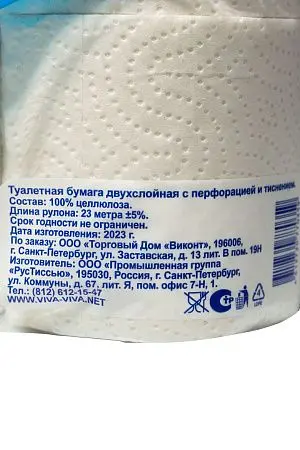 Туалетная бумага двухслойная с перфорацией и тиснением.
Состав: 100% целлюлоза.
Длина рулона: 23 метра ±5%.
Срок годности не ограничен.
Дата изготовления: 2023 г.
По заказу: ООО «Торговый Дом «Виконт», 196006,
г. Санкт-Петербург, ул. Заставская, д. 13 лит. В пом. 19Н
Изготовитель: ООО «Промышленная группа
«РусТиссью», 195030, Россия, г. Санкт-Петербург,
ул. Коммуны, д. 67. лит. Я, пом. офис 7-Н, 1.
Тел.: (812) 612-15-47
WWW.VIVA-VIVA.NET
4
LDPE